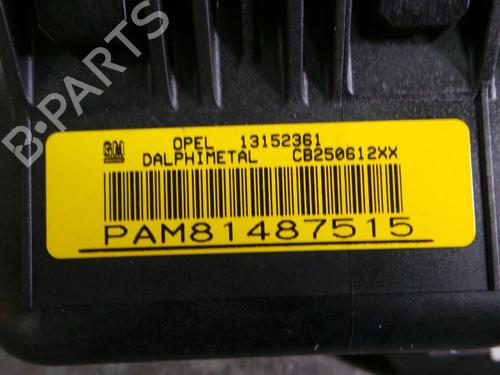 GM OPEL 13152361
DALPHIMETAL CB250612XX
PAM81487515
B-PARTS